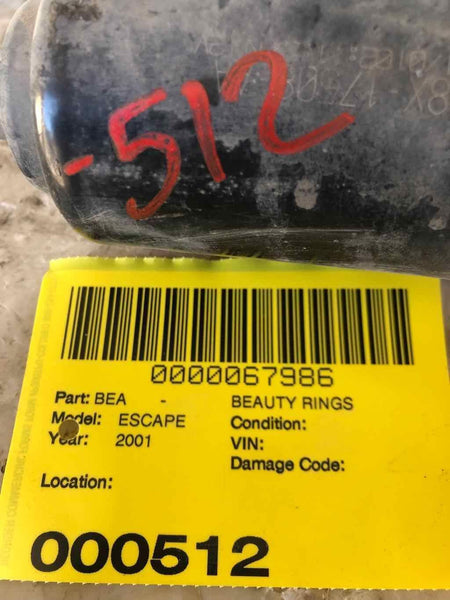 -512
0000067986
Part: BEA - BEAUTY RINGS
Model: ESCAPE Condition:
Year: 2001 VIN:
Damage Code:
Location:
000512